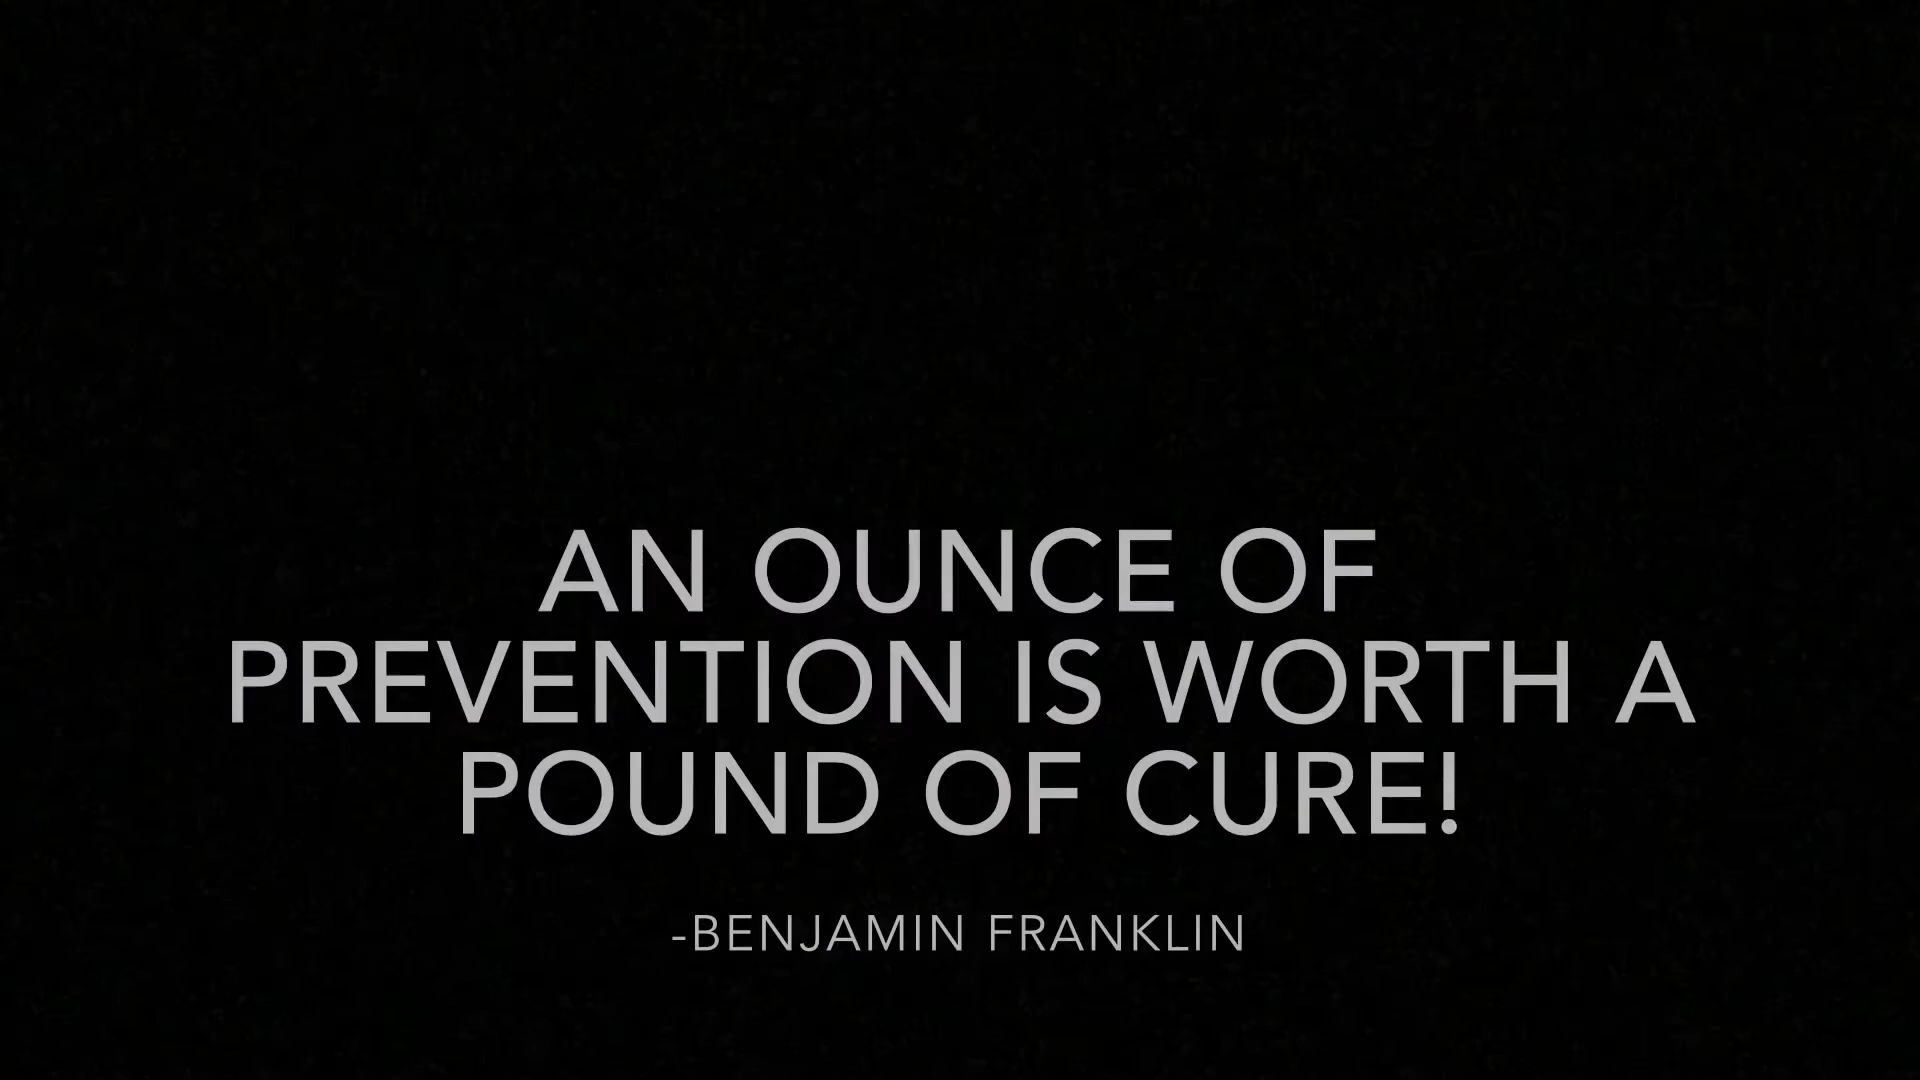 AN OUNCE OF
PREVENTION IS WORTH A
POUND OF CURE!
-BENJAMIN FRANKLIN